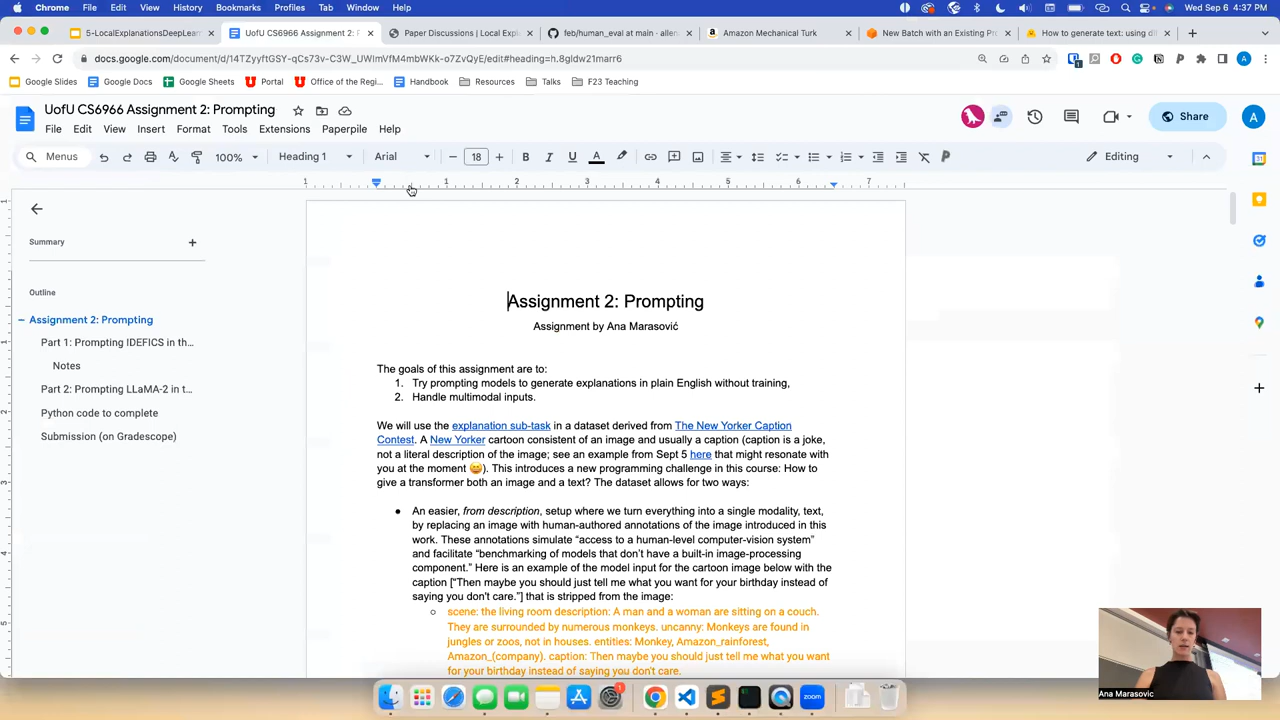 Chrome File Edit View History Bookmarks Profiles Tab Window Help
Wed Sep 6 4:37 PM
5-LocalExplanationsDeepLear
UofU CS6966 Assignment 2: P
Paper Discussions | Local Expl
feb/human_eval at main · allen
Amazon Mechanical Turk
New Batch with an Existing Pro
How to generate text: using di
docs.google.com/document/d/14TZyyftGSY-qCs73v-C3W_UWlmVfM4mbWKk-o7ZvQyE/edit#heading=h.8gldw21marr6
Google Slides Google Docs Google Sheets Portal Office of the Regi... Handbook Resources Talks F23 Teaching
UofU CS6966 Assignment 2: Prompting
File Edit View Insert Format Tools Extensions Paperpile Help
Share
A
Menus 100% Heading 1 Arial 18 Editing
1 1 2 3 4 5 6 7
Summary
Outline
Assignment 2: Prompting
Part 1: Prompting IDEFICS in th...
Notes
Part 2: Prompting LLaMA-2 in t...
Python code to complete
Submission (on Gradescope)
Assignment 2: Prompting
Assignment by Ana Marasović
The goals of this assignment are to:
1. Try prompting models to generate explanations in plain English without training,
2. Handle multimodal inputs.
We will use the explanation sub-task in a dataset derived from The New Yorker Caption
Contest. A New Yorker cartoon consistent of an image and usually a caption (caption is a joke,
not a literal description of the image; see an example from Sept 5 here that might resonate with
you at the moment 😅). This introduces a new programming challenge in this course: How to
give a transformer both an image and a text? The dataset allows for two ways:
● An easier, from description, setup where we turn everything into a single modality, text,
by replacing an image with human-authored annotations of the image introduced in this
work. These annotations simulate “access to a human-level computer-vision system”
and facilitate “benchmarking of models that don’t have a built-in image-processing
component.” Here is an example of the model input for the cartoon image below with the
caption [“Then maybe you should just tell me what you want for your birthday instead of
saying you don't care.”] that is stripped from the image:
○ scene: the living room description: A man and a woman are sitting on a couch.
They are surrounded by numerous monkeys. uncanny: Monkeys are found in
jungles or zoos, not in houses. entities: Monkey, Amazon_rainforest,
Amazon_(company). caption: Then maybe you should just tell me what you want
for your birthday instead of saying you don't care.
Ana Marasovic
zoom